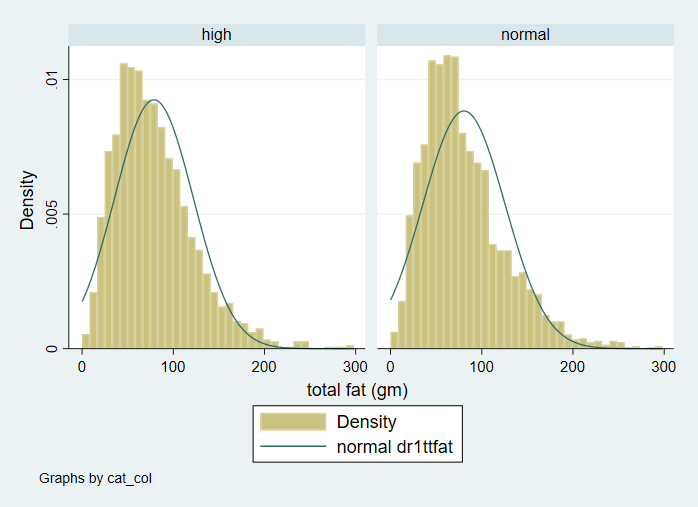 high
normal
Density
.01
.005
0
0
100
200
300
0
100
200
300
total fat (gm)
Density
normal dr1ttfat
Graphs by cat_col